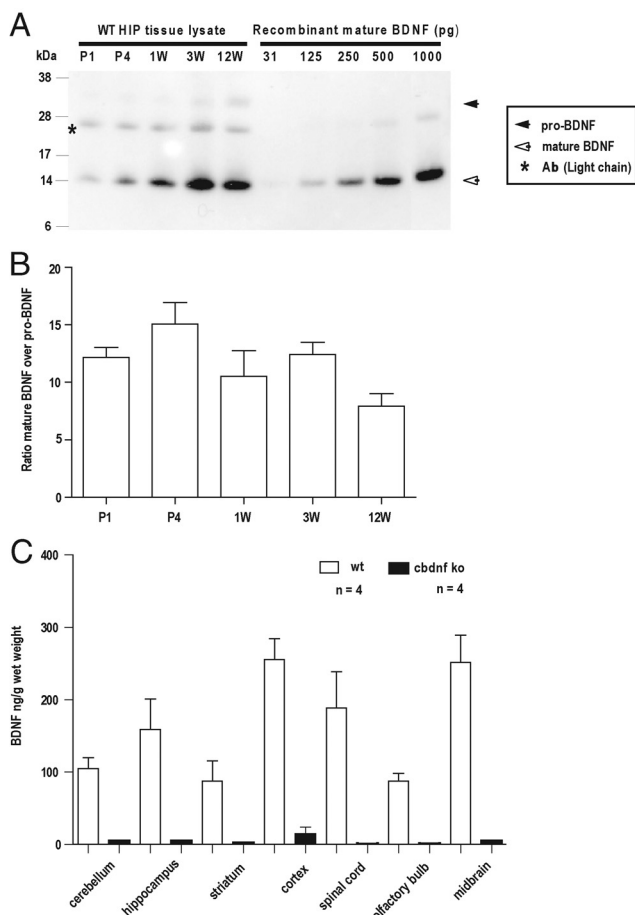 A
WT HIP tissue lysate Recombinant mature BDNF (pg)
kDa P1 P4 1W 3W 12W 31 125 250 500 1000
38
28
*
17
14
6
pro-BDNF
mature BDNF
* Ab (Light chain)
B
Ratio mature BDNF over pro-BDNF
20
15
10
5
0
P1 P4 1W 3W 12W
C
BDNF ng/g wet weight
400
300
200
100
0
wt cbdnf ko
n = 4 n = 4
cerebellum hippocampus striatum cortex spinal cord olfactory bulb midbrain